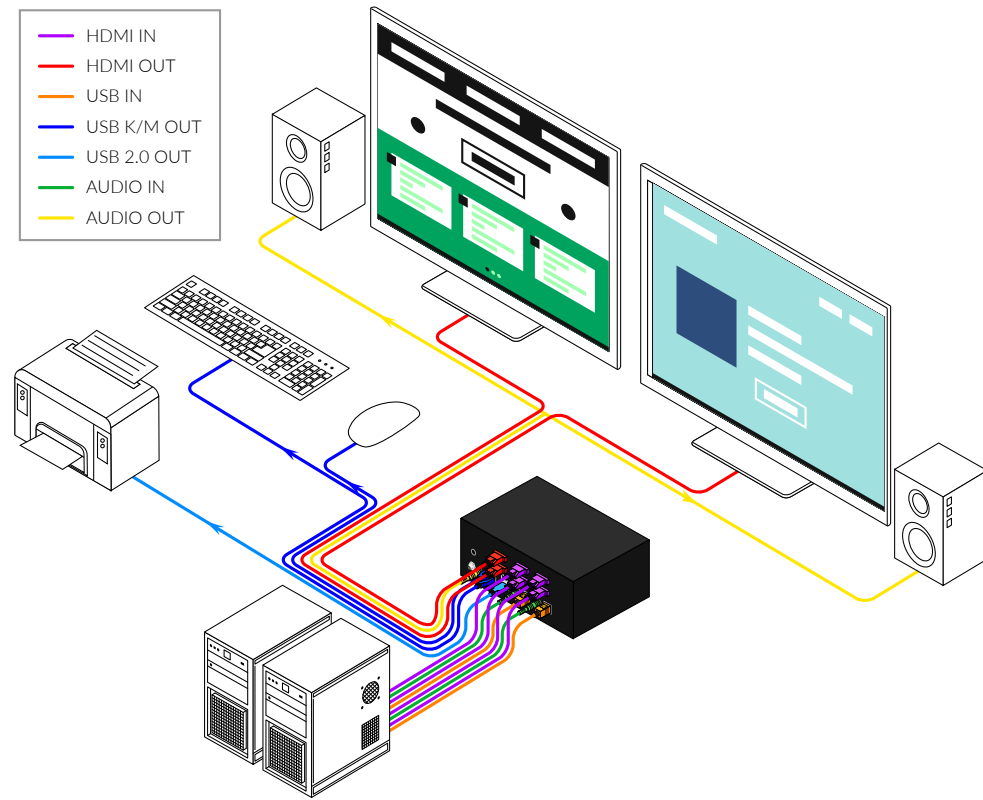 HDMI IN
HDMI OUT
USB IN
USB K/M OUT
USB 2.0 OUT
AUDIO IN
AUDIO OUT